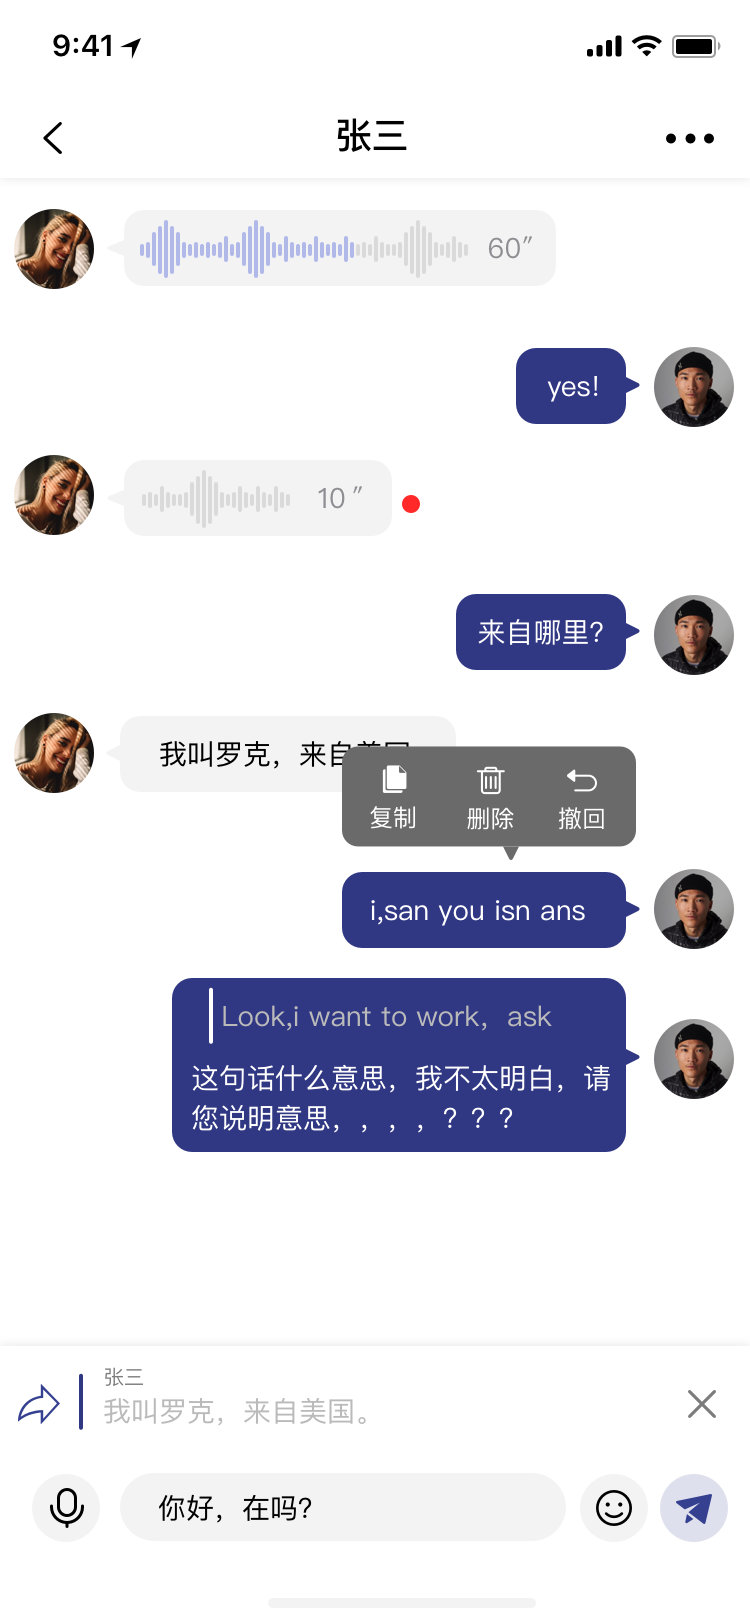 9:41
张三
60″
yes!
10 ″
来自哪里?
我叫罗克，来自美国
复制 删除 撤回
i,san you isn ans
Look,i want to work，ask
这句话什么意思，我不太明白，请
您说明意思，，，，？？？
张三
我叫罗克，来自美国。
你好，在吗?